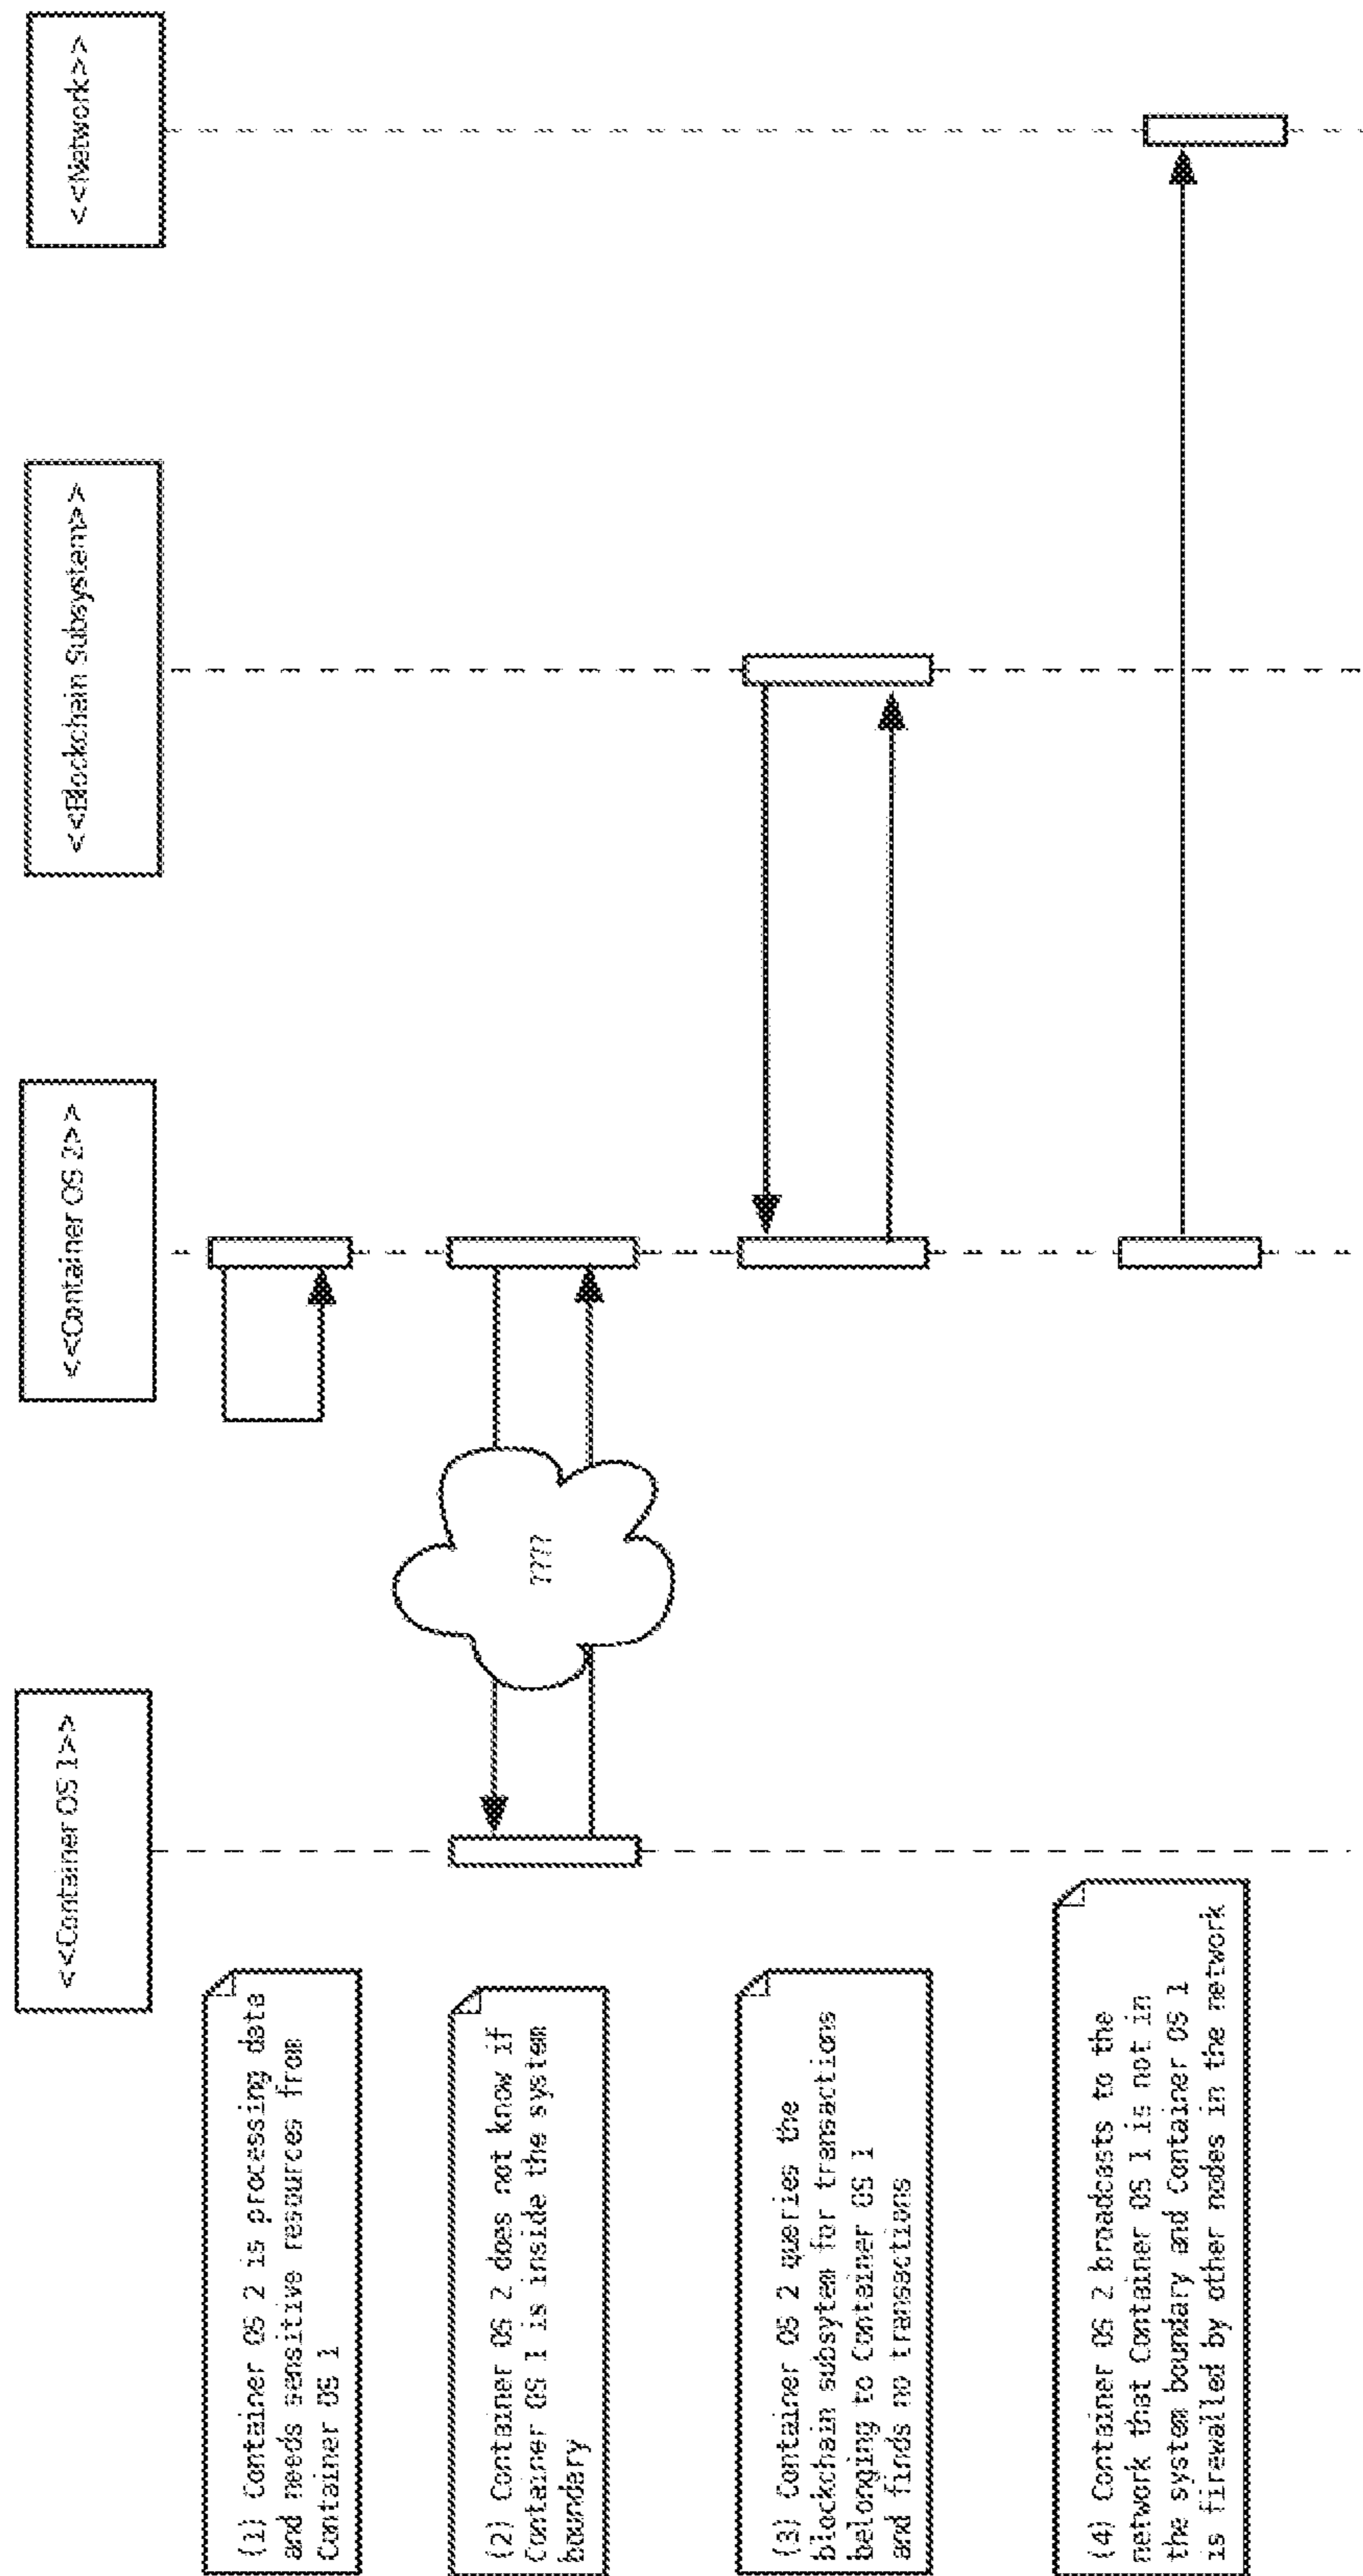 <<Container OS 1>>
<<Container OS 2>>
<<Blockchain Subsystem>>
<<Network>>
(1) Container OS 2 is processing data
and needs sensitive resources from
Container OS 1
(2) Container OS 2 does not know if
Container OS 1 is inside the system
boundary
????
(3) Container OS 2 queries the
blockchain subsytem for transactions
belonging to Container OS 1
and finds no transactions
(4) Container OS 2 broadcasts to the
network that Container OS 1 is not in
the system boundary and Container OS 1
is firewalled by other nodes in the network